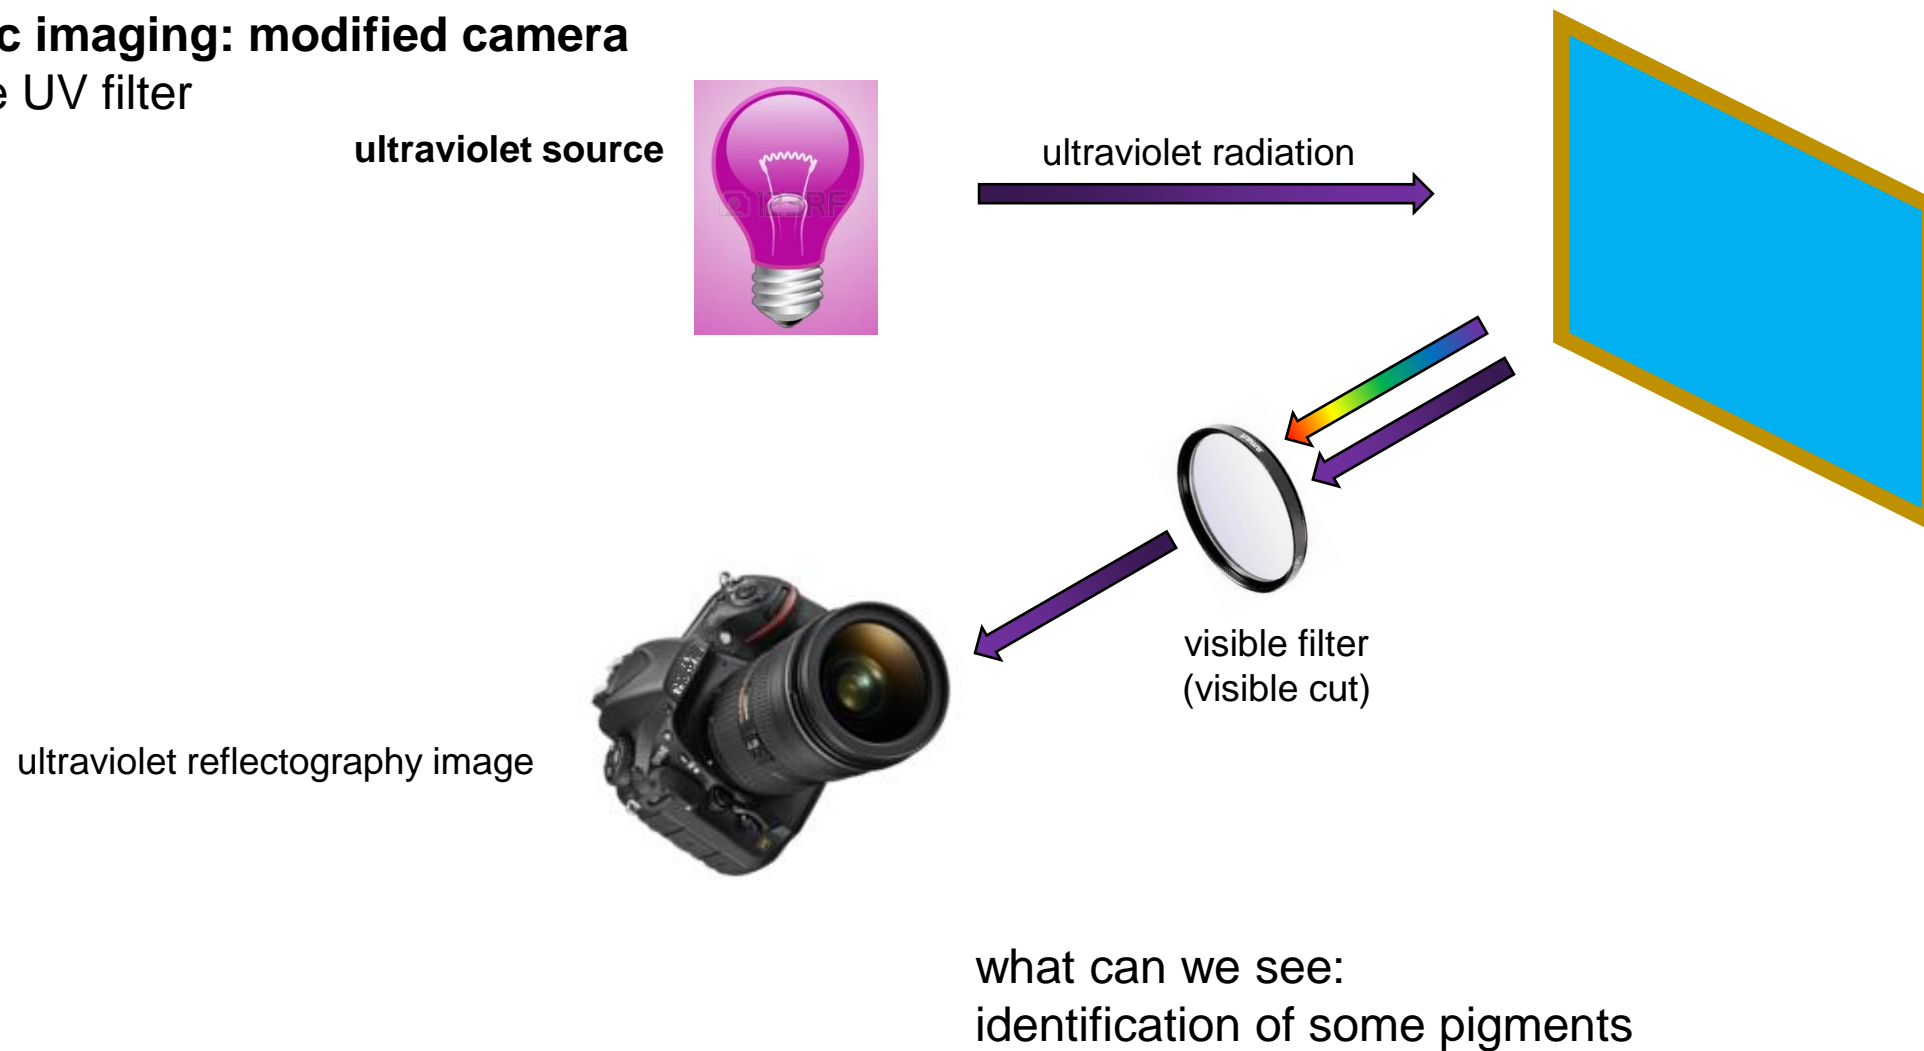 c imaging: modified camera
e UV filter
ultraviolet source
ultraviolet radiation
visible filter
(visible cut)
ultraviolet reflectography image
what can we see:
identification of some pigments